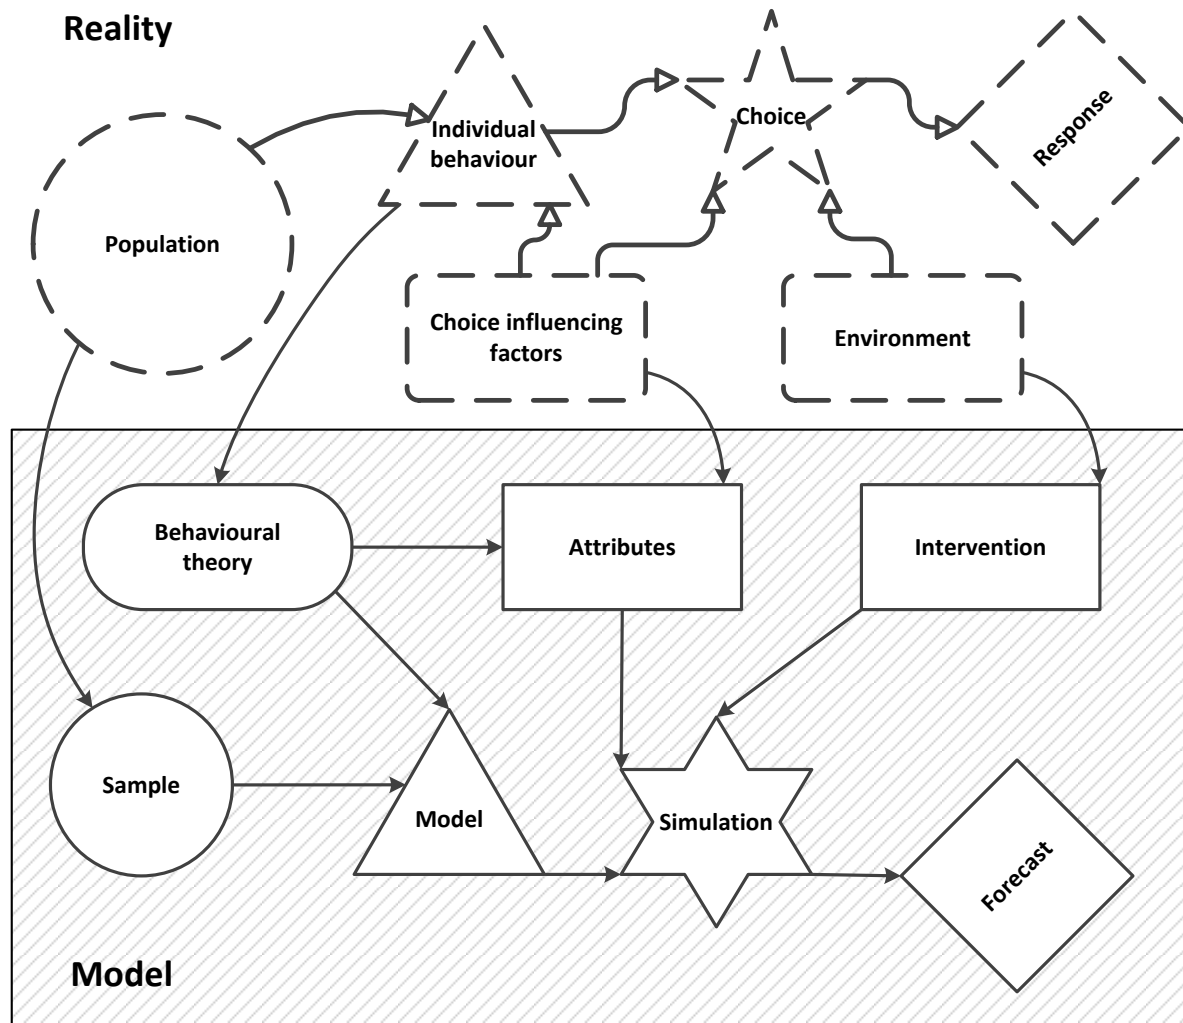 Reality
Individual
behaviour
Choice
Response
Population
Choice influencing
factors
Environment
Behavioural
theory
Attributes
Intervention
Sample
Model
Simulation
Forecast
Model